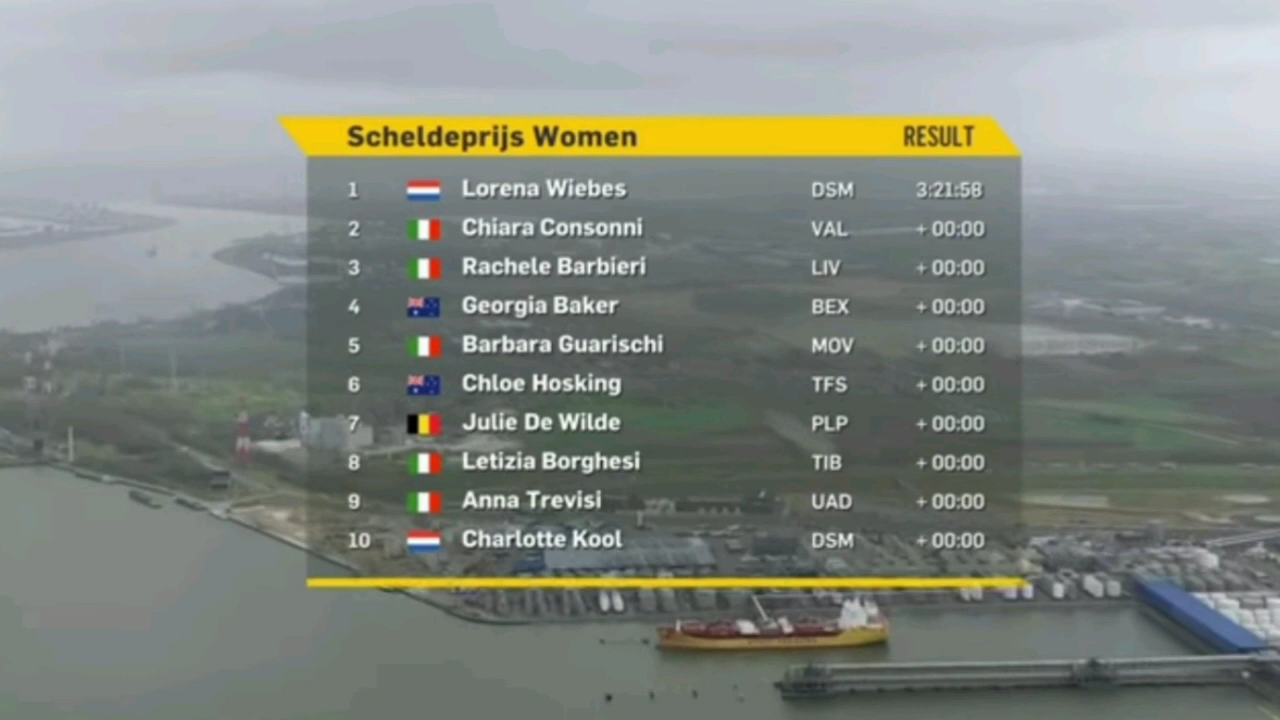 Scheldeprijs Women RESULT
1 Lorena Wiebes DSM 3:21:58
2 Chiara Consonni VAL + 00:00
3 Rachele Barbieri LIV + 00:00
4 Georgia Baker BEX + 00:00
5 Barbara Guarischi MOV + 00:00
6 Chloe Hosking TFS + 00:00
7 Julie De Wilde PLP + 00:00
8 Letizia Borghesi TIB + 00:00
9 Anna Trevisi UAD + 00:00
10 Charlotte Kool DSM + 00:00